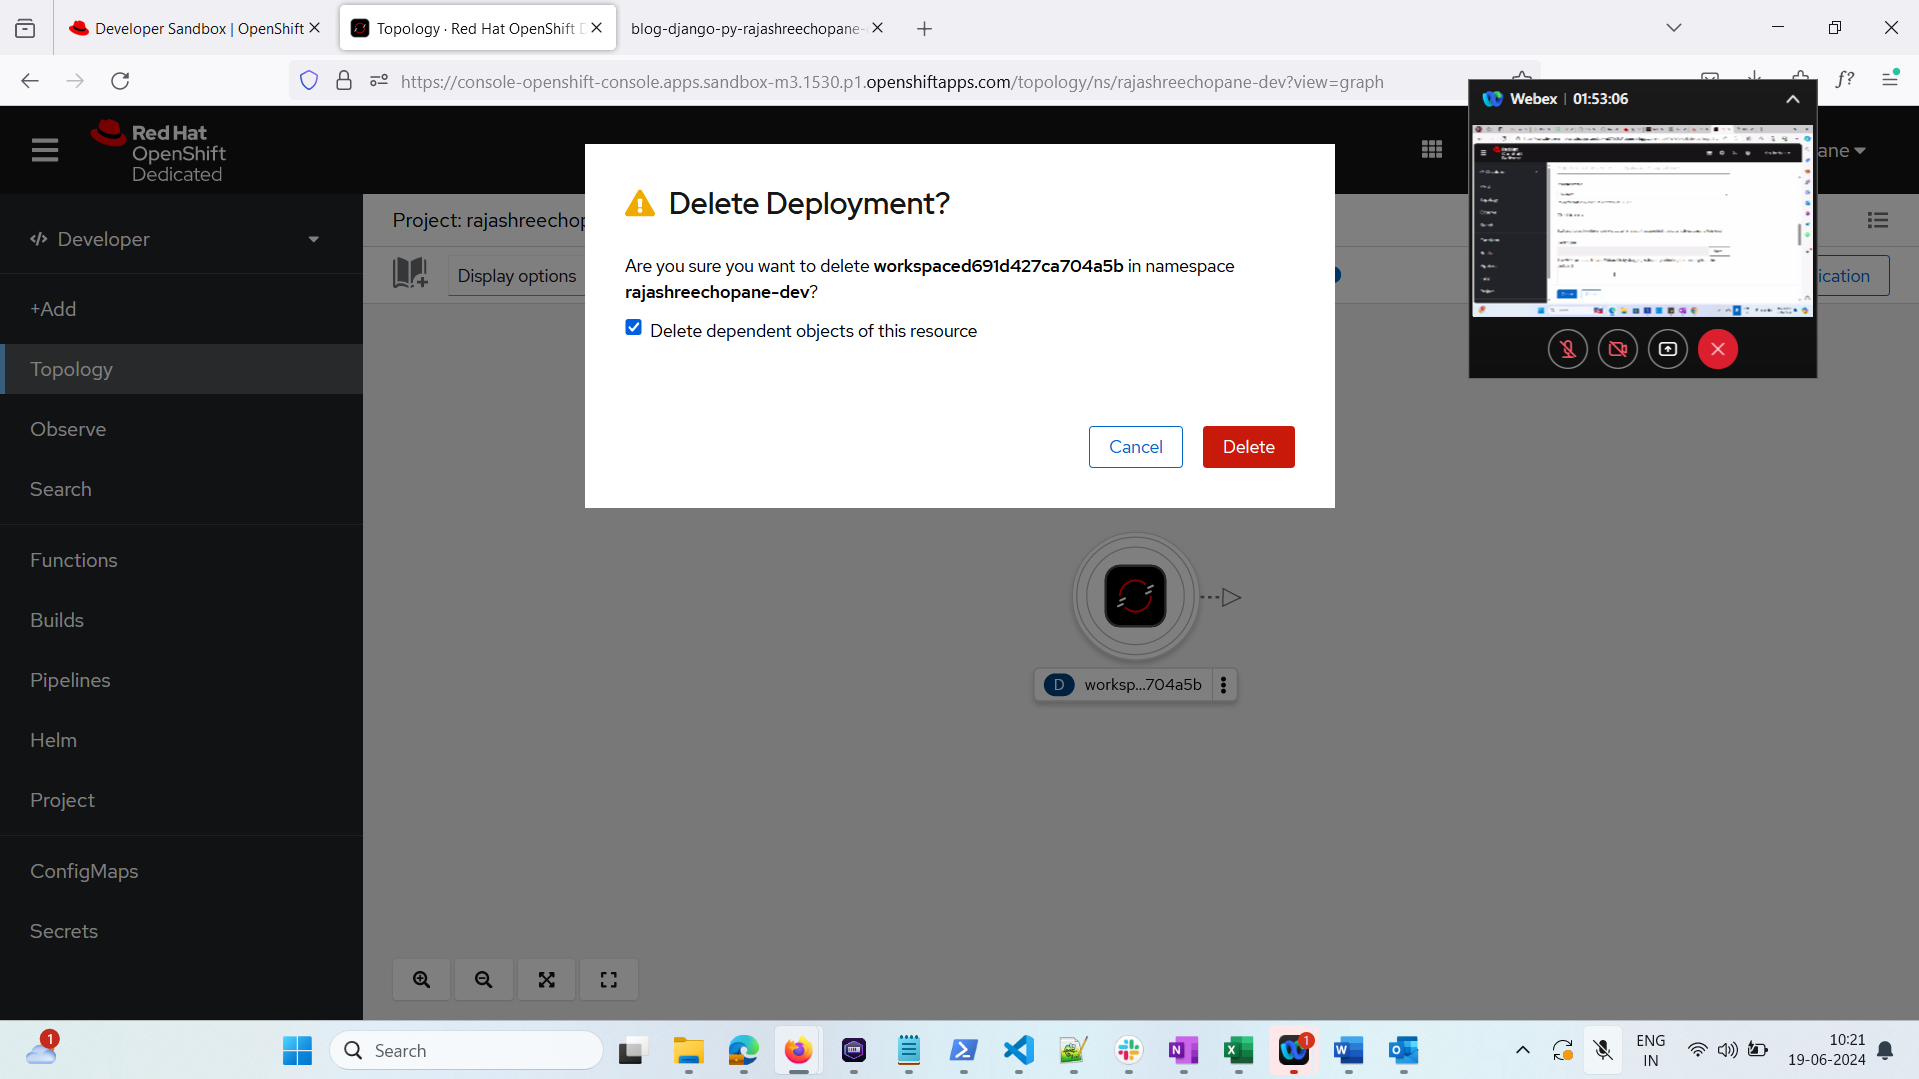 Developer Sandbox | OpenShift
Topology · Red Hat OpenShift D
blog-django-py-rajashreechopane-
https://console-openshift-console.apps.sandbox-m3.1530.p1.openshiftapps.com/topology/ns/rajashreechopane-dev?view=graph
f?
Webex | 01:53:06
Red Hat
OpenShift
Dedicated
ane
Developer
+Add
Topology
Observe
Search
Functions
Builds
Pipelines
Helm
Project
ConfigMaps
Secrets
Project: rajashreechop
Display options
ication
Delete Deployment?
Are you sure you want to delete workspaced691d427ca704a5b in namespace
rajashreechopane-dev?
Delete dependent objects of this resource
Cancel
Delete
D
worksp...704a5b
1
Search
1
ENG
IN
10:21
19-06-2024